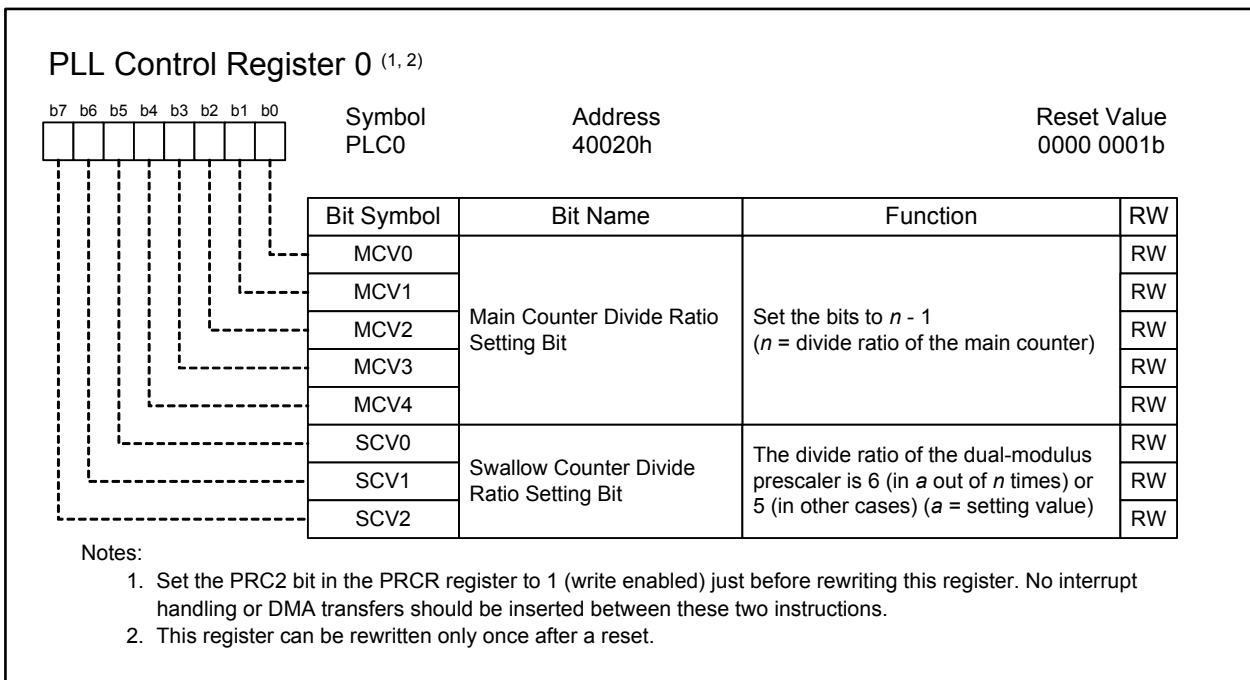 PLL Control Register 0 (1, 2)
b7 b6 b5 b4 b3 b2 b1 b0
Symbol Address Reset Value
PLC0 40020h 0000 0001b
Bit Symbol Bit Name Function RW
MCV0 RW
MCV1 RW
MCV2 RW
MCV3 RW
MCV4 RW
Main Counter Divide Ratio
Setting Bit
Set the bits to n - 1
(n = divide ratio of the main counter)
SCV0 RW
SCV1 RW
SCV2 RW
Swallow Counter Divide
Ratio Setting Bit
The divide ratio of the dual-modulus
prescaler is 6 (in a out of n times) or
5 (in other cases) (a = setting value)
Notes:
1. Set the PRC2 bit in the PRCR register to 1 (write enabled) just before rewriting this register. No interrupt
handling or DMA transfers should be inserted between these two instructions.
2. This register can be rewritten only once after a reset.